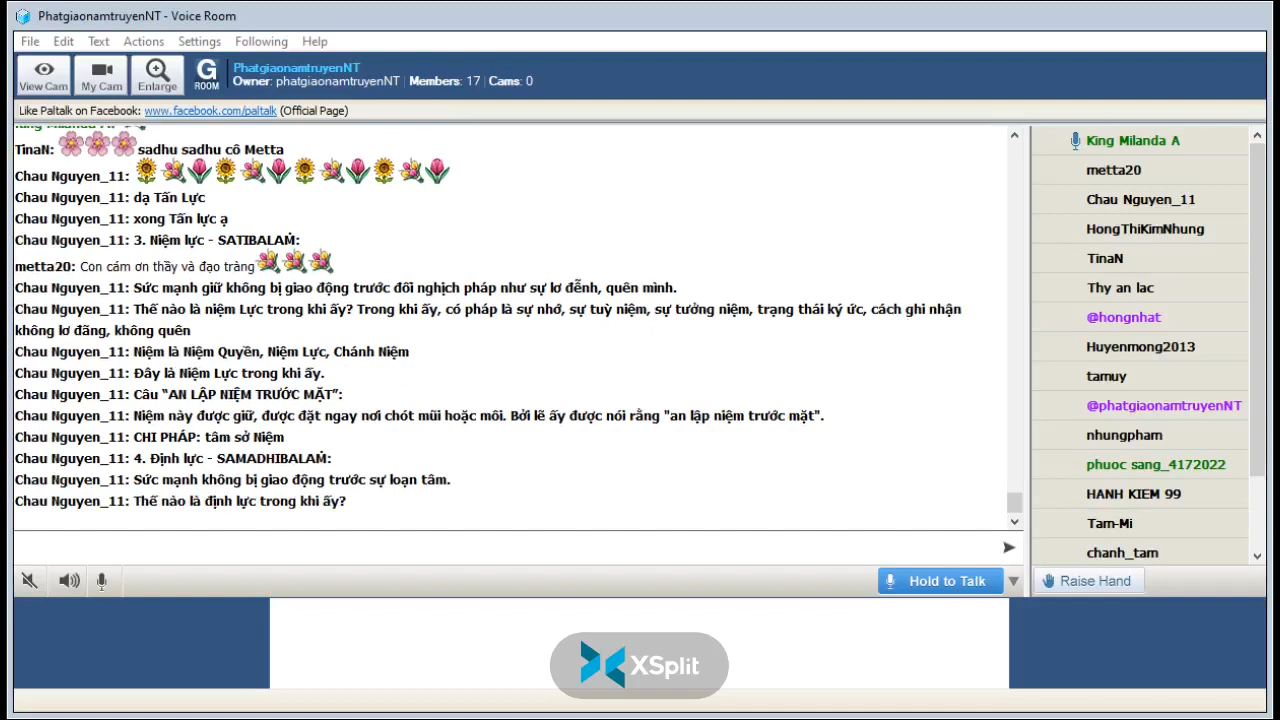 PhatgiaonamtruyenNT - Voice Room
File Edit Text Actions Settings Following Help
View Cam My Cam Enlarge G ROOM
PhatgiaonamtruyenNT
Owner: phatgiaonamtruyenNT | Members: 17 | Cams: 0
Like Paltalk on Facebook: www.facebook.com/paltalk (Official Page)
King Milanda A:
TinaN: sadhu sadhu cô Metta
Chau Nguyen_11:
Chau Nguyen_11: dạ Tấn Lực
Chau Nguyen_11: xong Tấn lực ạ
Chau Nguyen_11: 3. Niệm lực - SATIBALAṀ:
metta20: Con cám ơn thầy và đạo tràng
Chau Nguyen_11: Sức mạnh giữ không bị giao động trước đối nghịch pháp như sự lơ đễnh, quên mình.
Chau Nguyen_11: Thế nào là niệm Lực trong khi ấy? Trong khi ấy, có pháp là sự nhớ, sự tuỳ niệm, sự tưởng niệm, trạng thái ký ức, cách ghi nhận
không lơ đãng, không quên
Chau Nguyen_11: Niệm là Niệm Quyền, Niệm Lực, Chánh Niệm
Chau Nguyen_11: Đây là Niệm Lực trong khi ấy.
Chau Nguyen_11: Câu “AN LẬP NIỆM TRƯỚC MẶT”:
Chau Nguyen_11: Niệm này được giữ, được đặt ngay nơi chót mũi hoặc môi. Bởi lẽ ấy được nói rằng "an lập niệm trước mặt".
Chau Nguyen_11: CHI PHÁP: tâm sở Niệm
Chau Nguyen_11: 4. Định lực - SAMADHIBALAṀ:
Chau Nguyen_11: Sức mạnh không bị giao động trước sự loạn tâm.
Chau Nguyen_11: Thế nào là định lực trong khi ấy?
King Milanda A
metta20
Chau Nguyen_11
HongThiKimNhung
TinaN
Thy an lac
@hongnhat
Huyenmong2013
tamuy
@phatgiaonamtruyenNT
nhungpham
phuoc sang_4172022
HANH KIEM 99
Tam-Mi
chanh_tam
Hold to Talk
Raise Hand
XSplit